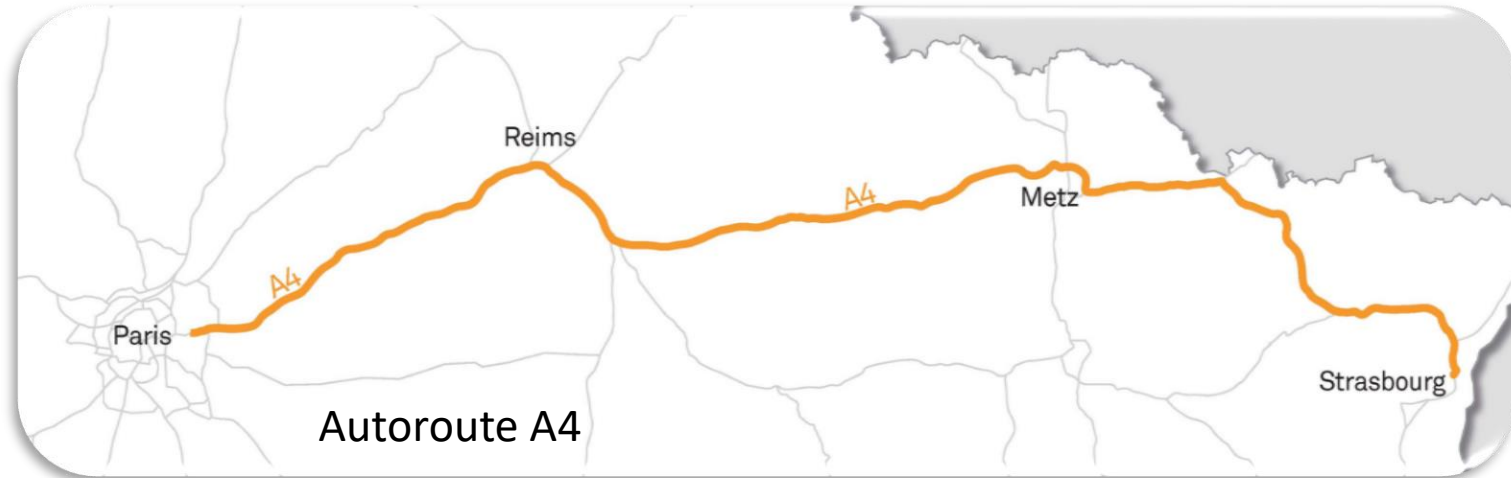 Reims
A4
Metz
A4
Paris
Strasbourg
Autoroute A4